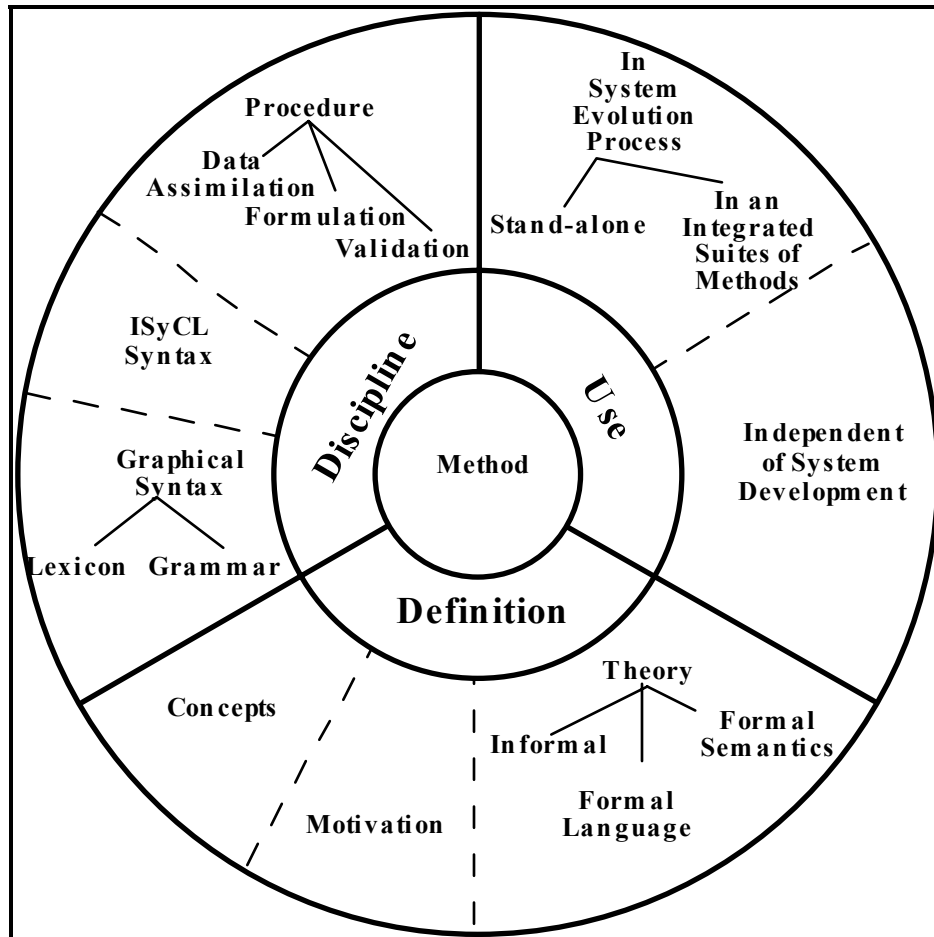 Procedure
Data
Assimilation
Formulation
Validation
In
System
Evolution
Process
Stand-alone
In an
Integrated
Suites of
Methods
ISyCL
Syntax
Discipline
Use
Method
Independent
of System
Development
Graphical
Syntax
Lexicon
Grammar
Definition
Concepts
Motivation
Theory
Informal
Formal
Semantics
Formal
Language